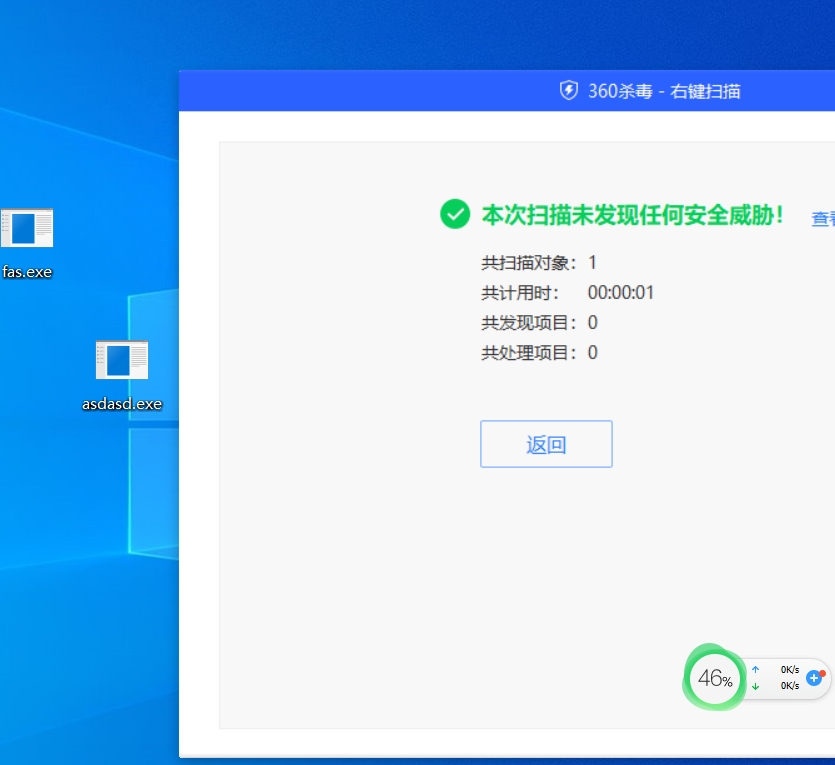 360杀毒 - 右键扫描
本次扫描未发现任何安全威胁！
共扫描对象： 1
共计用时： 00:00:01
共发现项目： 0
共处理项目： 0
返回
fas.exe
asdasd.exe
46%
0K/s
0K/s